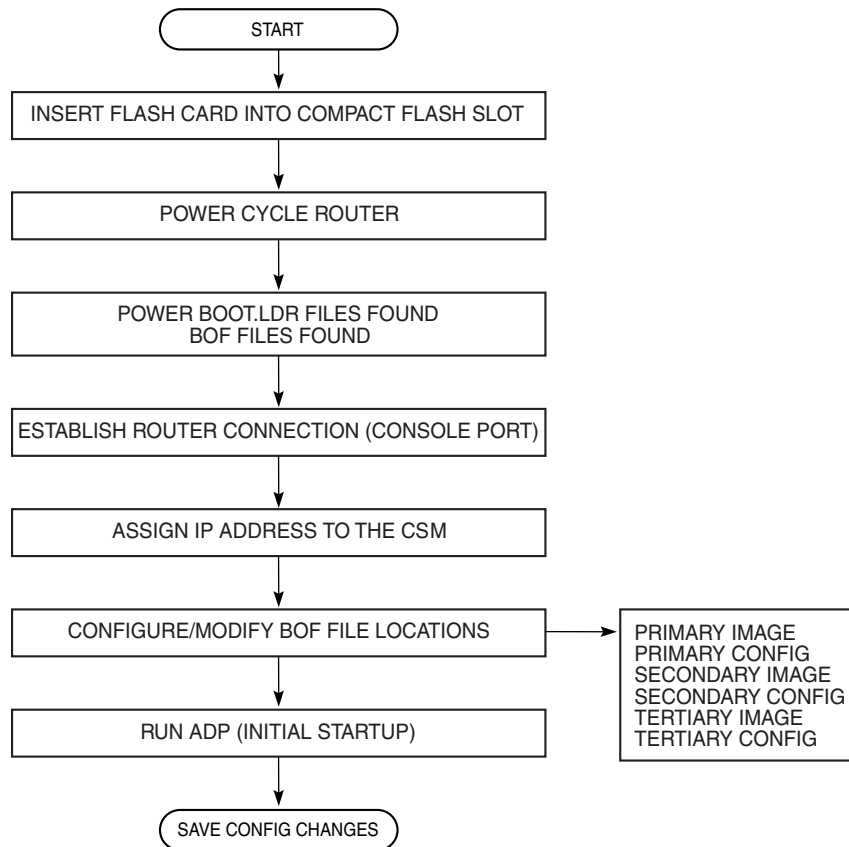 START
INSERT FLASH CARD INTO COMPACT FLASH SLOT
POWER CYCLE ROUTER
POWER BOOT.LDR FILES FOUND
BOF FILES FOUND
ESTABLISH ROUTER CONNECTION (CONSOLE PORT)
ASSIGN IP ADDRESS TO THE CSM
CONFIGURE/MODIFY BOF FILE LOCATIONS
PRIMARY IMAGE
PRIMARY CONFIG
SECONDARY IMAGE
SECONDARY CONFIG
TERTIARY IMAGE
TERTIARY CONFIG
RUN ADP (INITIAL STARTUP)
SAVE CONFIG CHANGES